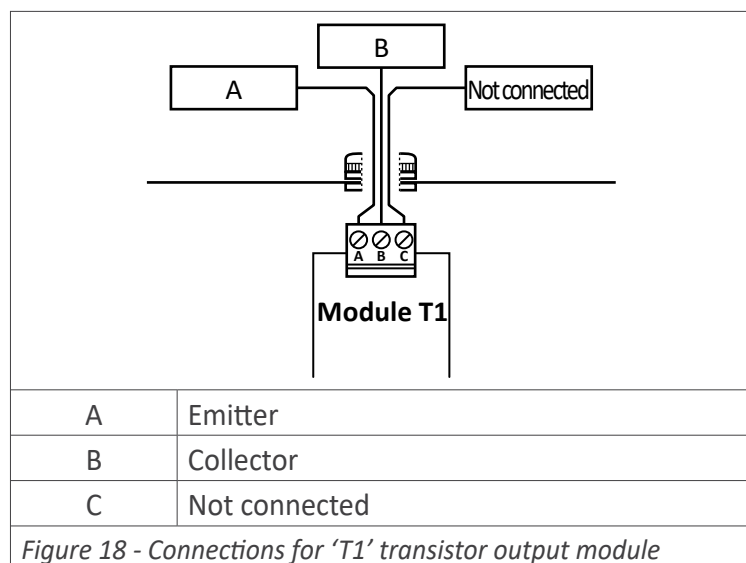 B
A
Not connected
A B C
Module T1
A Emitter
B Collector
C Not connected
Figure 18 - Connections for ‘T1’ transistor output module